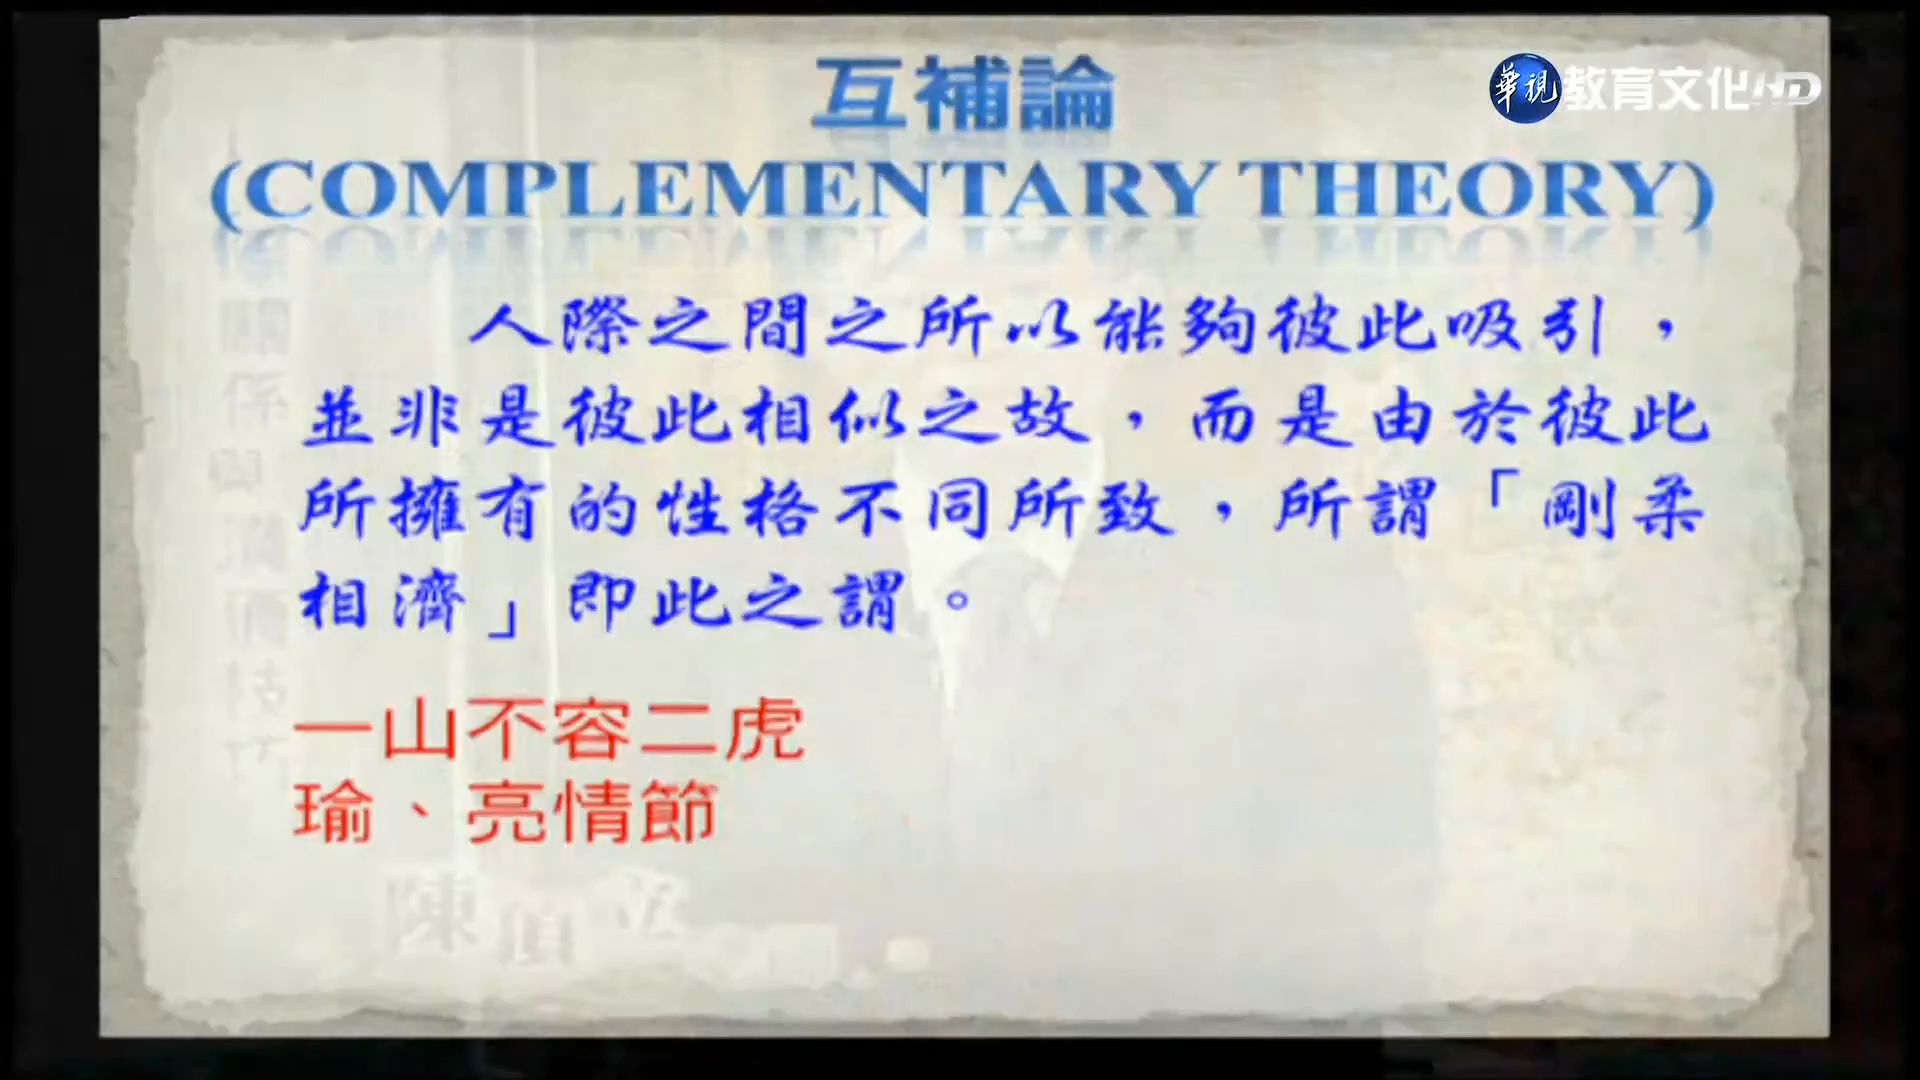 互補論
華視 教育文化HD
(COMPLEMENTARY THEORY)
人際之間之所以能夠彼此吸引，
並非是彼此相似之故，而是由於彼此
所擁有的性格不同所致，所謂「剛柔
相濟」即此之謂。
一山不容二虎
瑜、亮情節